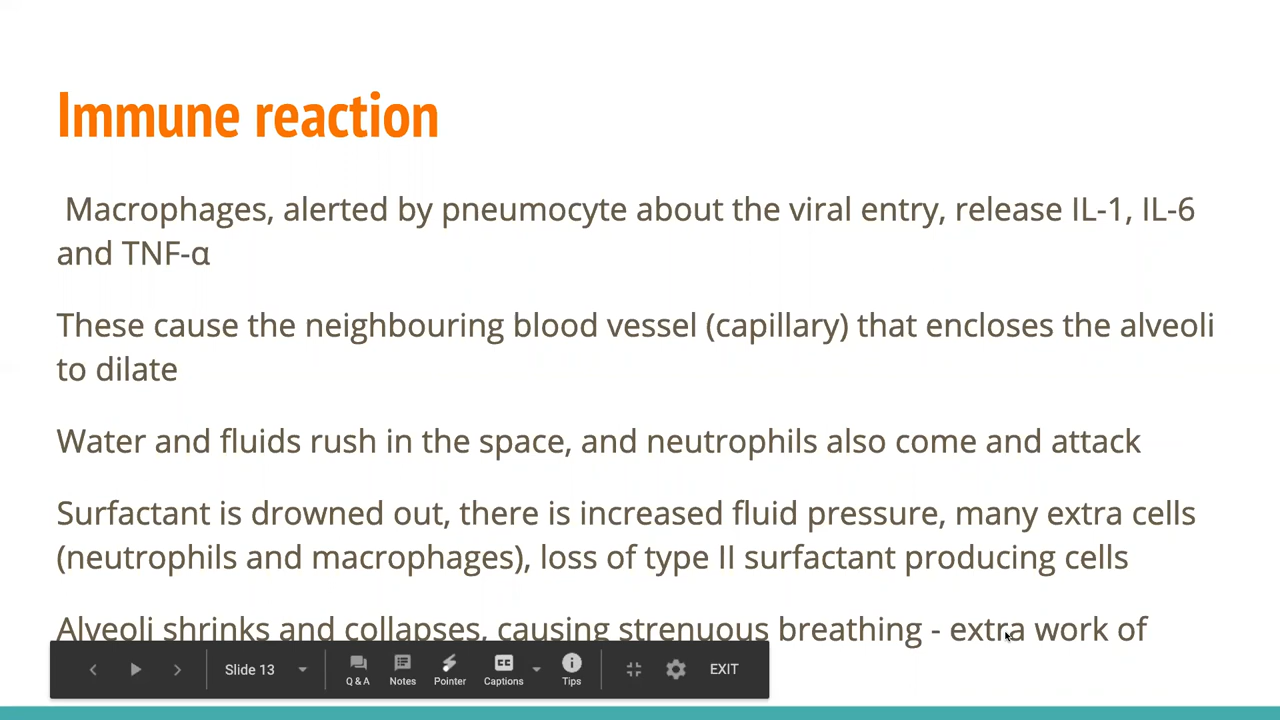 Immune reaction
Macrophages, alerted by pneumocyte about the viral entry, release IL-1, IL-6
and TNF-α
These cause the neighbouring blood vessel (capillary) that encloses the alveoli
to dilate
Water and fluids rush in the space, and neutrophils also come and attack
Surfactant is drowned out, there is increased fluid pressure, many extra cells
(neutrophils and macrophages), loss of type II surfactant producing cells
Alveoli shrinks and collapses, causing strenuous breathing - extra work of
Slide 13
Q & A
Notes
Pointer
CC
Captions
Tips
EXIT